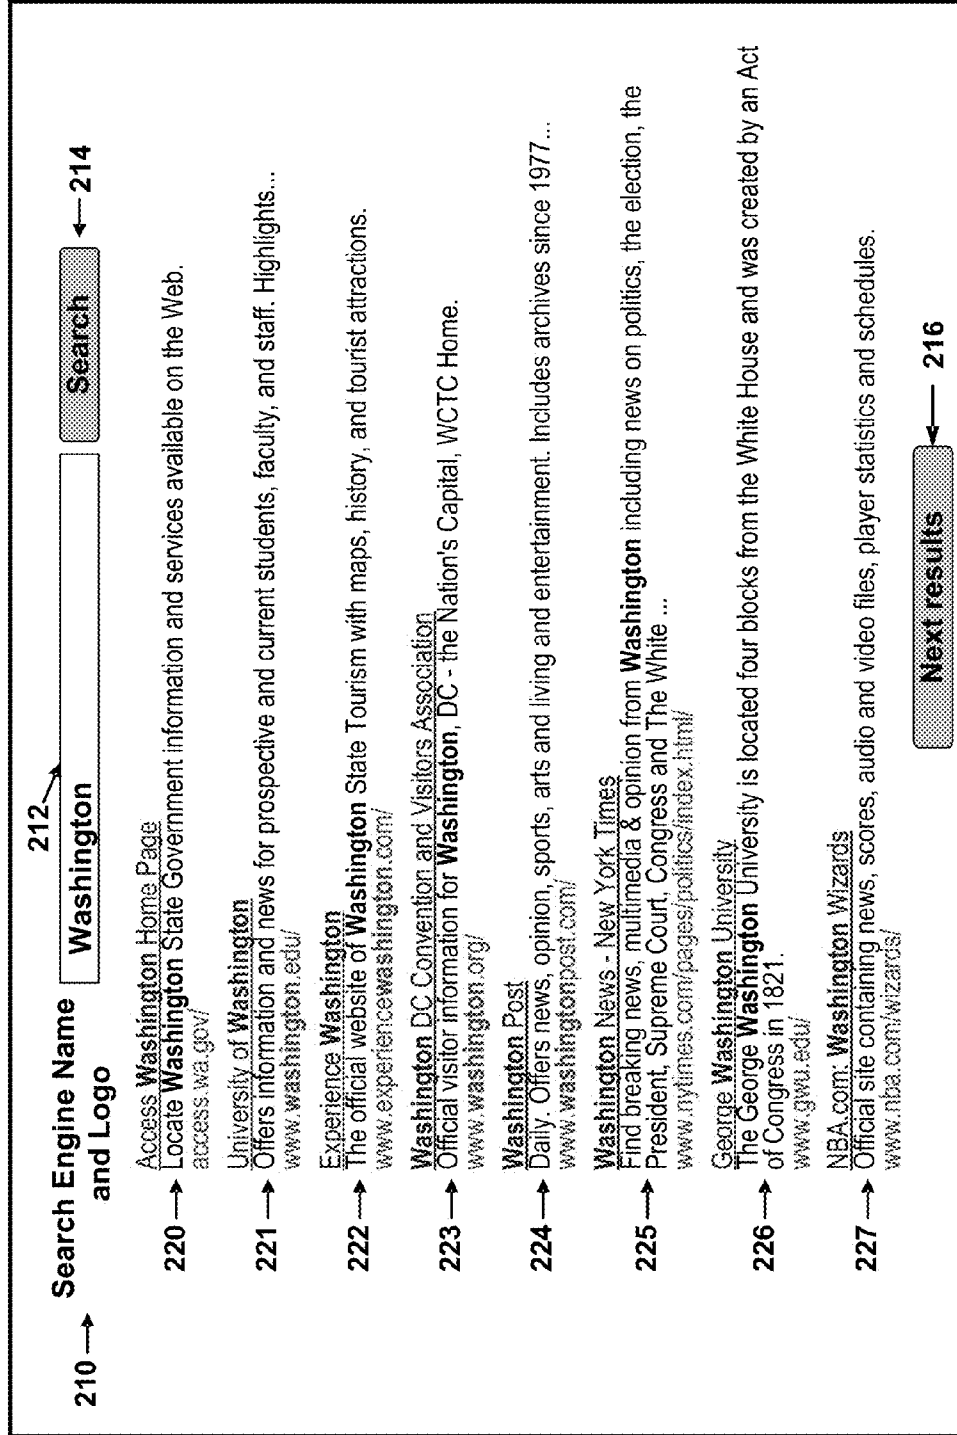 212
210 Search Engine Name Washington Search 214
and Logo
Access Washington Home Page
220 Locate Washington State Government information and services available on the Web.
access.wa.gov/
University of Washington
221 Offers information and news for prospective and current students, faculty, and staff. Highlights...
www.washington.edu/
Experience Washington
222 The official website of Washington State Tourism with maps, history, and tourist attractions.
www.experiencewashington.com/
Washington DC Convention and Visitors Association
223 Official visitor information for Washington, DC - the Nation's Capital, WCTC Home.
www.washington.org/
Washington Post
224 Daily. Offers news, opinion, sports, arts and living and entertainment. Includes archives since 1977...
www.washingtonpost.com/
Washington News - New York Times
225 Find breaking news, multimedia & opinion from Washington including news on politics, the election, the
President, Supreme Court, Congress and The White ...
www.nytimes.com/pages/politics/index.html/
George Washington University
226 The George Washington University is located four blocks from the White House and was created by an Act
of Congress in 1821.
www.gwu.edu/
NBA.com: Washington Wizards
227 Official site containing news, scores, audio and video files, player statistics and schedules.
www.nba.com/wizards/
Next results 216